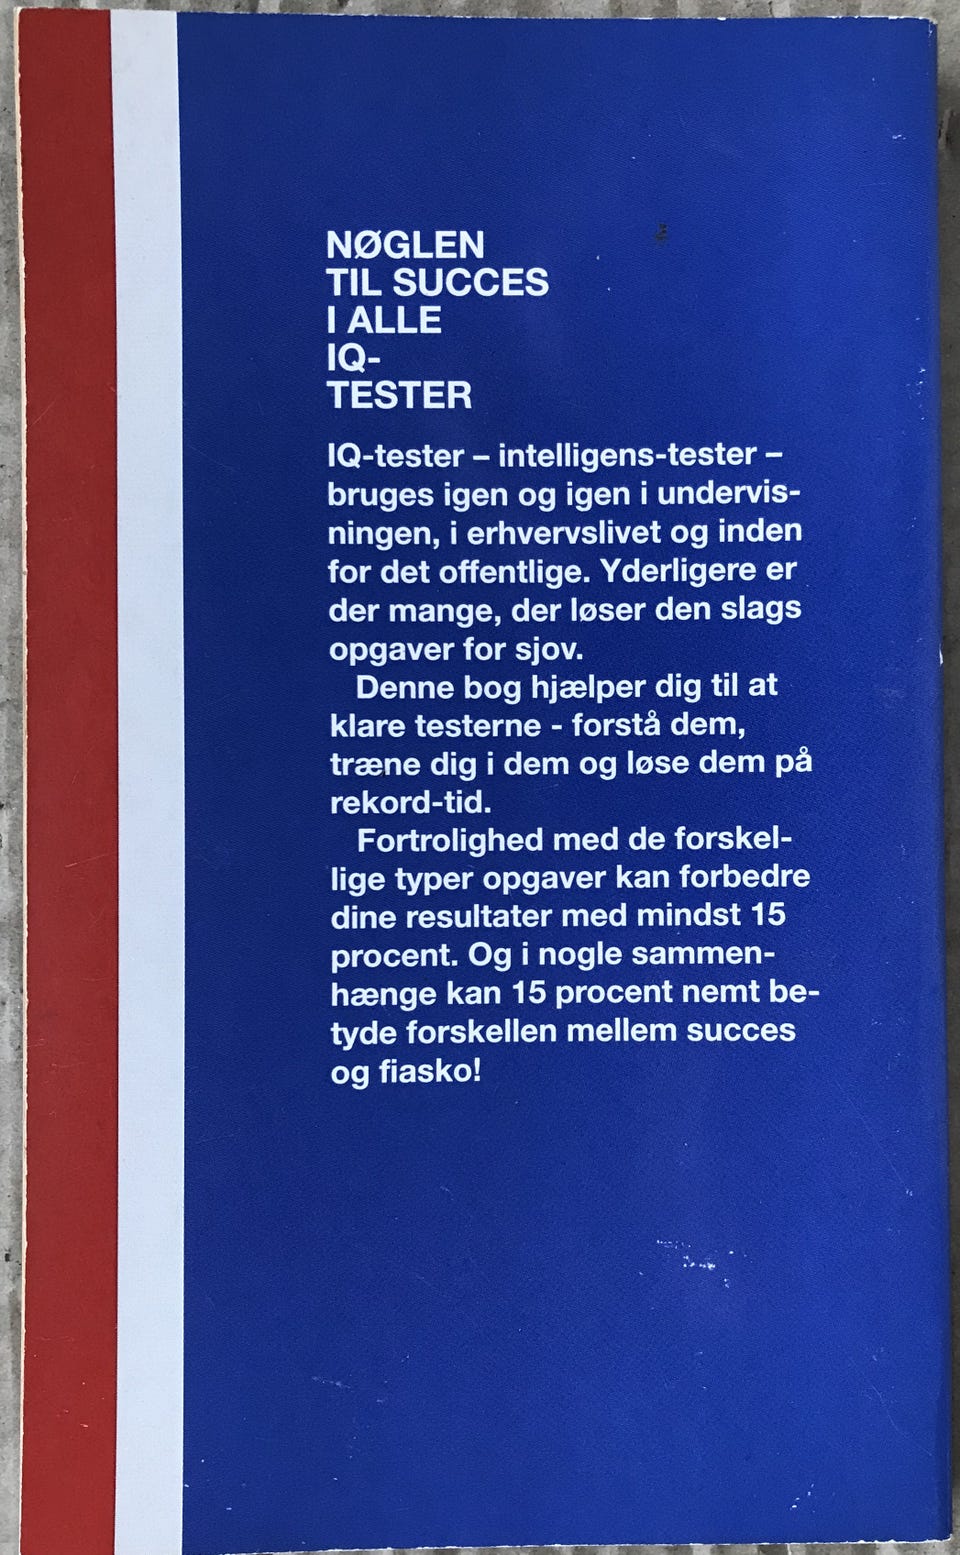 NØGLEN
TIL SUCCES
I ALLE
IQ-
TESTER
IQ-tester – intelligens-tester –
bruges igen og igen i undervis-
ningen, i erhvervslivet og inden
for det offentlige. Yderligere er
der mange, der løser den slags
opgaver for sjov.
Denne bog hjælper dig til at
klare testerne - forstå dem,
træne dig i dem og løse dem på
rekord-tid.
Fortrolighed med de forskel-
lige typer opgaver kan forbedre
dine resultater med mindst 15
procent. Og i nogle sammen-
hænge kan 15 procent nemt be-
tyde forskellen mellem succes
og fiasko!